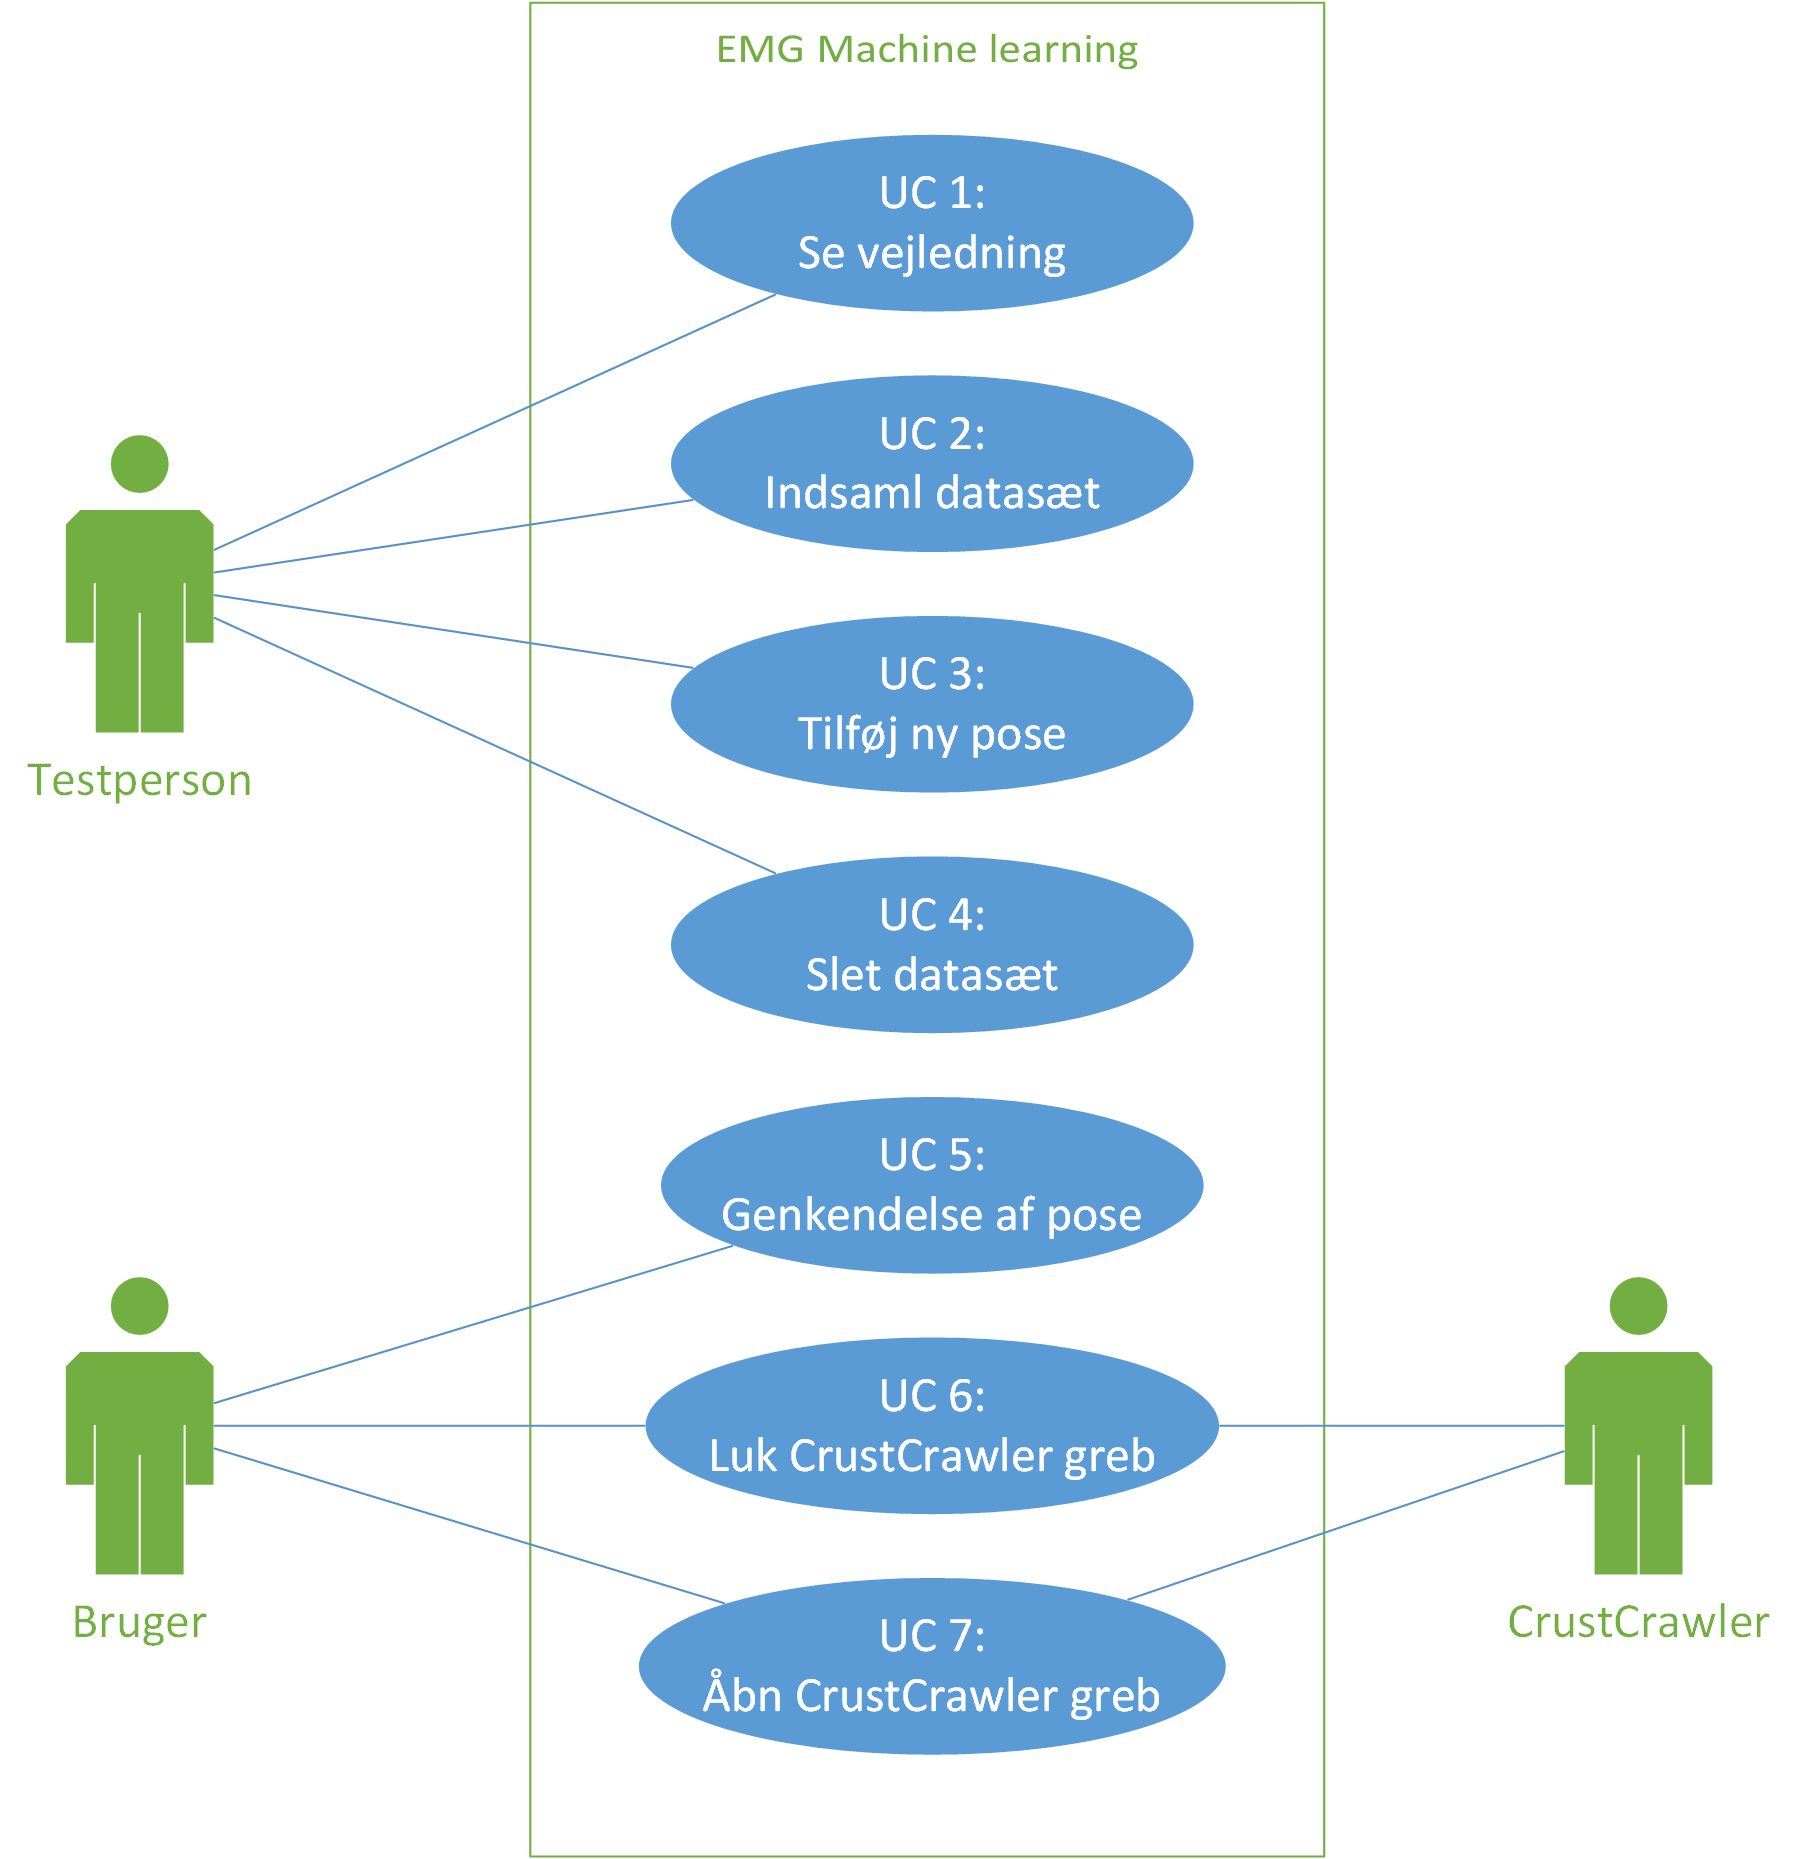 EMG Machine learning
UC 1:
Se vejledning
UC 2:
Indsaml datasæt
UC 3:
Tilføj ny pose
Testperson
UC 4:
Slet datasæt
UC 5:
Genkendelse af pose
UC 6:
Luk CrustCrawler greb
Bruger
CrustCrawler
UC 7:
Åbn CrustCrawler greb